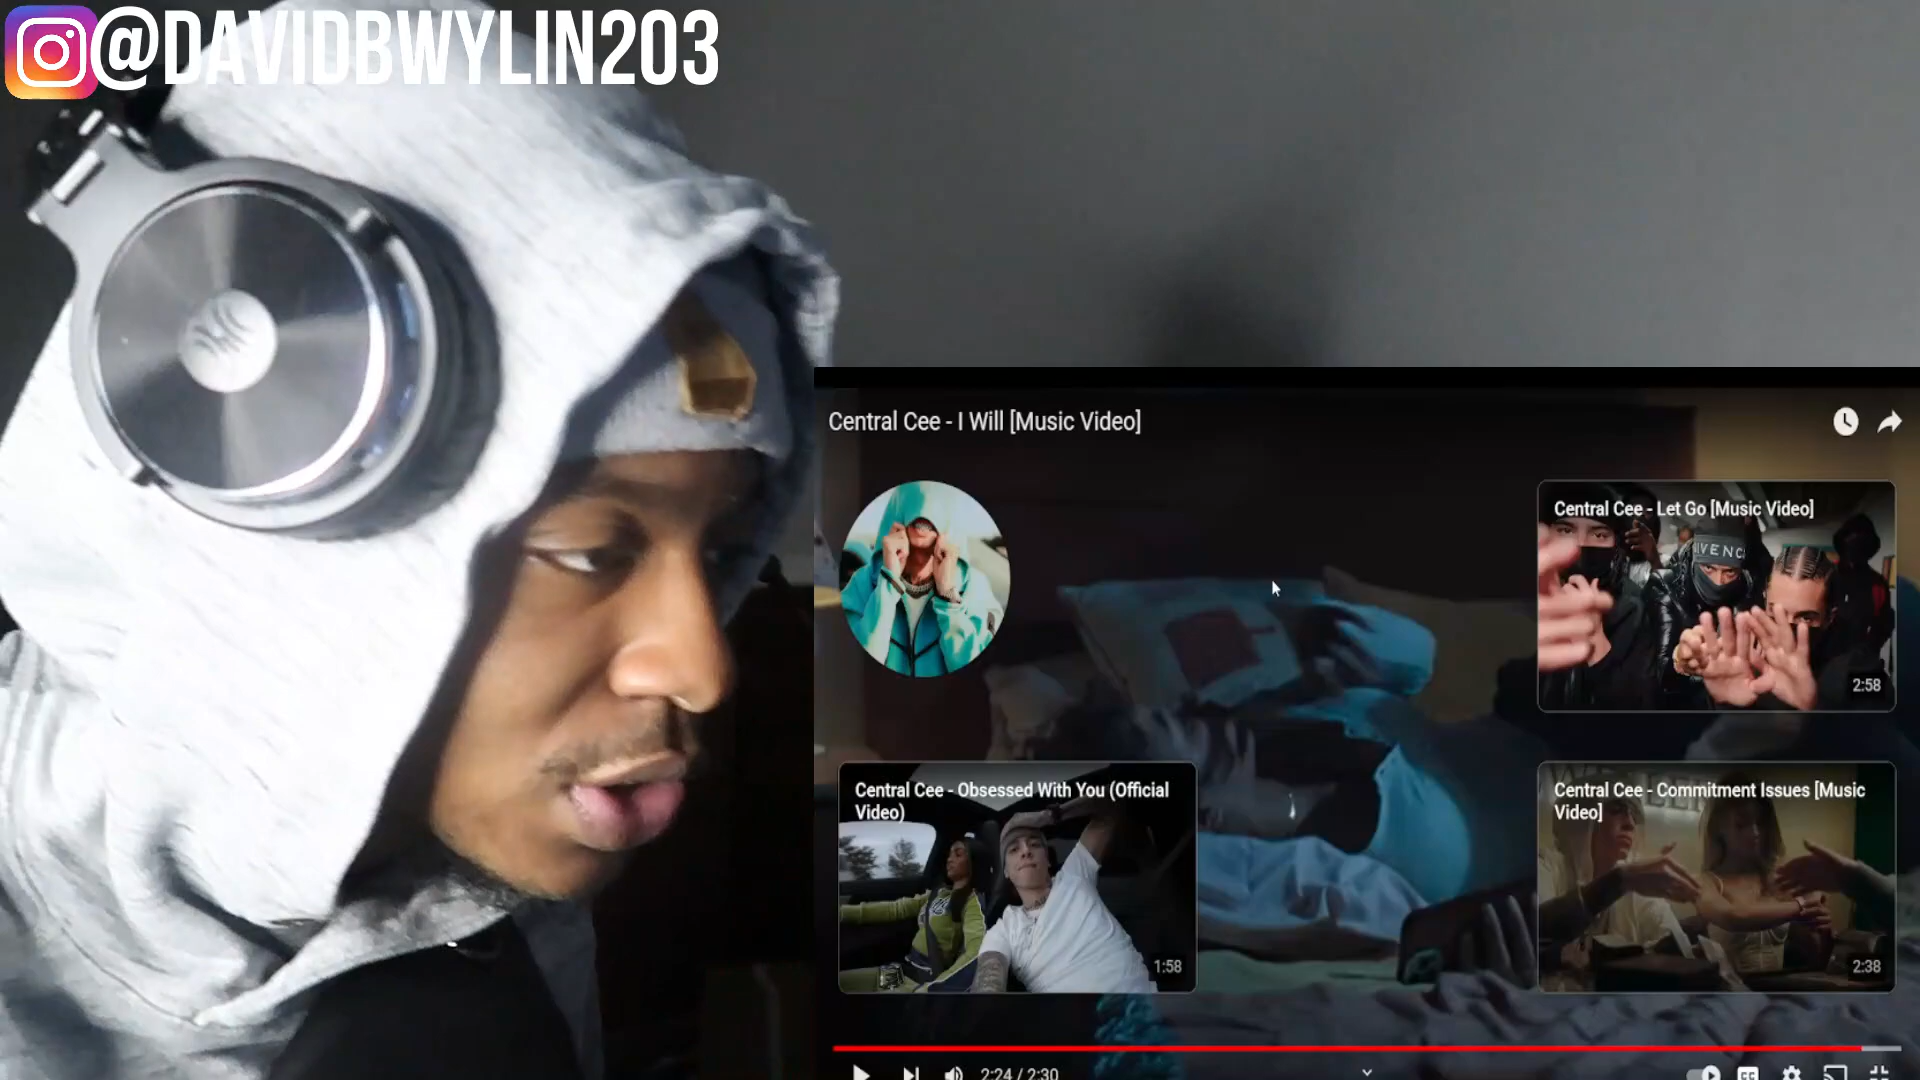 @DAVIDBWYLIN203
Central Cee - I Will [Music Video]
Central Cee - Let Go [Music Video]
2:58
Central Cee - Obsessed With You (Official
Video)
1:58
Central Cee - Commitment Issues [Music
Video]
2:38
2:24 / 2:30
CC